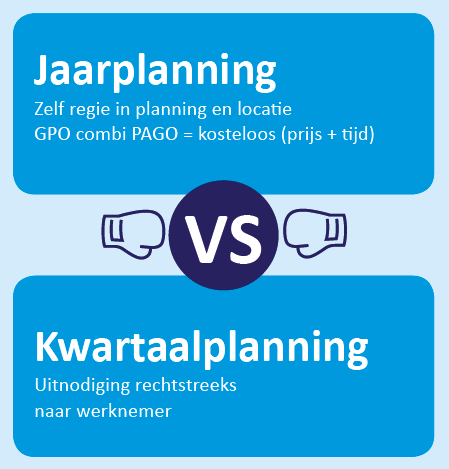 Jaarplanning
Zelf regie in planning en locatie
GPO combi PAGO = kosteloos (prijs + tijd)
VS
Kwartaalplanning
Uitnodiging rechtstreeks
naar werknemer